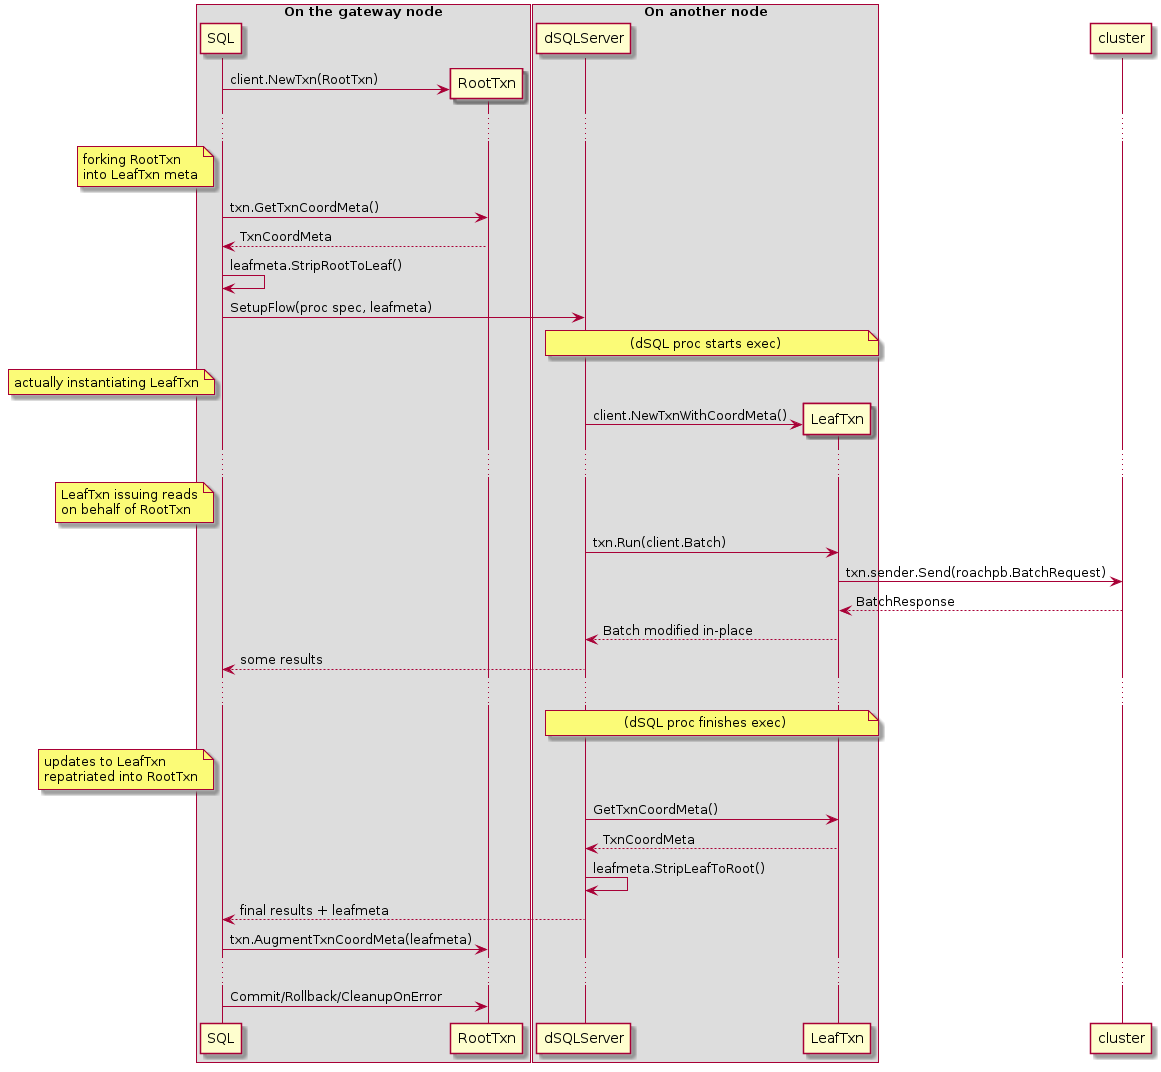 On the gateway node
On another node
SQL
dSQLServer
cluster
client.NewTxn(RootTxn)
RootTxn
forking RootTxn
into LeafTxn meta
txn.GetTxnCoordMeta()
TxnCoordMeta
leafmeta.StripRootToLeaf()
SetupFlow(proc spec, leafmeta)
(dSQL proc starts exec)
actually instantiating LeafTxn
client.NewTxnWithCoordMeta()
LeafTxn
LeafTxn issuing reads
on behalf of RootTxn
txn.Run(client.Batch)
txn.sender.Send(roachpb.BatchRequest)
BatchResponse
Batch modified in-place
some results
(dSQL proc finishes exec)
updates to LeafTxn
repatriated into RootTxn
GetTxnCoordMeta()
TxnCoordMeta
leafmeta.StripLeafToRoot()
final results + leafmeta
txn.AugmentTxnCoordMeta(leafmeta)
Commit/Rollback/CleanupOnError
SQL
RootTxn
dSQLServer
LeafTxn
cluster